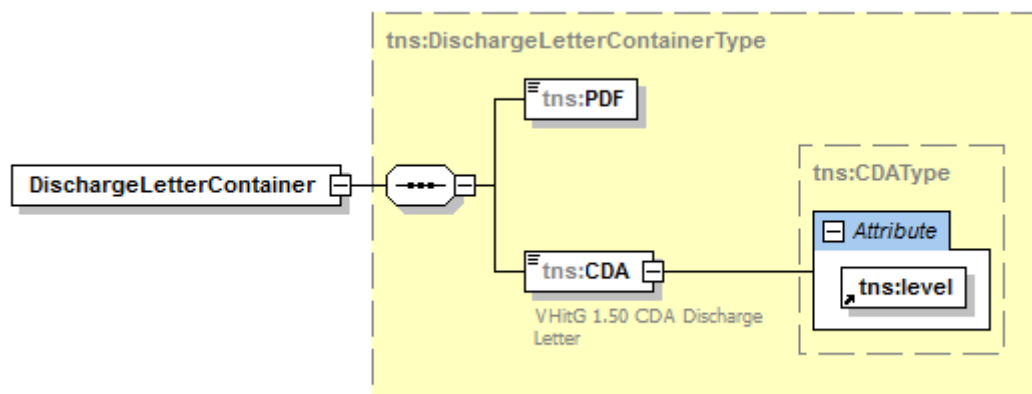 tns:DischargeLetterContainerType
tns:PDF
DischargeLetterContainer
tns:CDAType
Attribute
tns:CDA
tns:level
VHitG 1.50 CDA Discharge
Letter